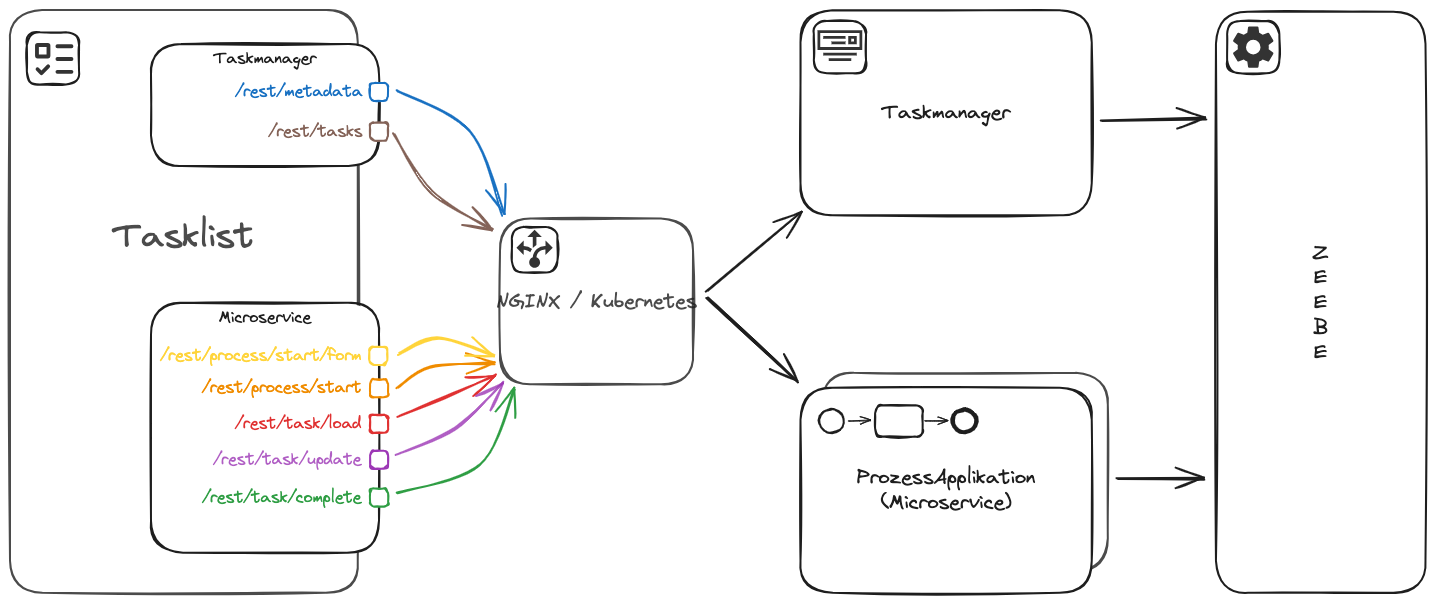 Taskmanager
/rest/metadata
/rest/tasks
Tasklist
Microservice
/rest/process/start/form
/rest/process/start
/rest/task/load
/rest/task/update
/rest/task/complete
NGINX / Kubernetes
Taskmanager
ProzessApplikation
(Microservice)
Z
E
E
B
E